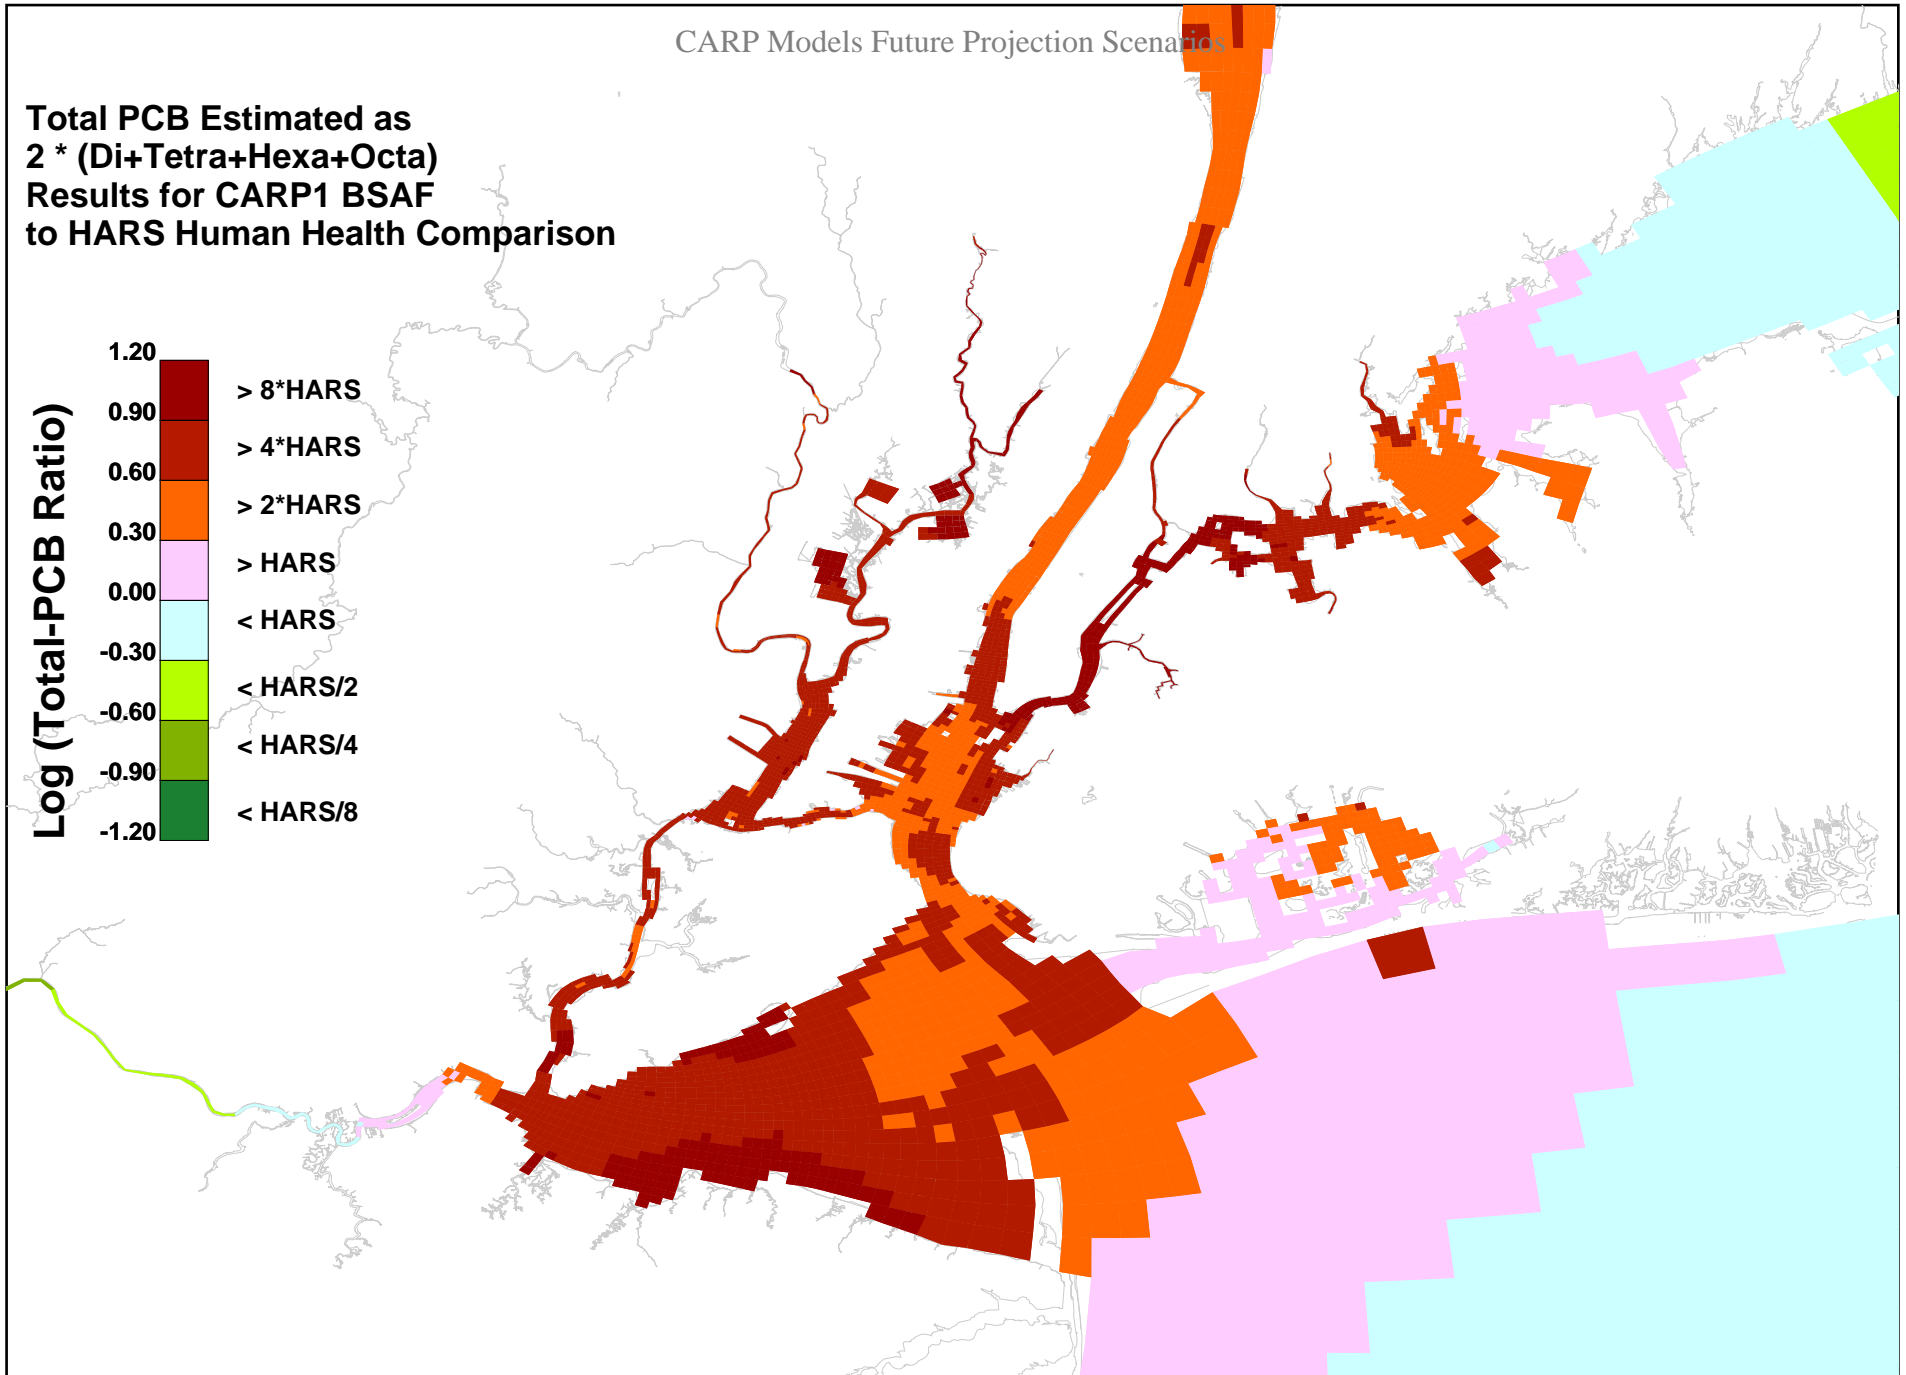 CARP Models Future Projection Scenarios
Total PCB Estimated as
2 * (Di+Tetra+Hexa+Octa)
Results for CARP1 BSAF
to HARS Human Health Comparison
Log (Total-PCB Ratio)
1.20
> 8*HARS
0.90
> 4*HARS
0.60
> 2*HARS
0.30
> HARS
0.00
< HARS
-0.30
< HARS/2
-0.60
< HARS/4
-0.90
< HARS/8
-1.20